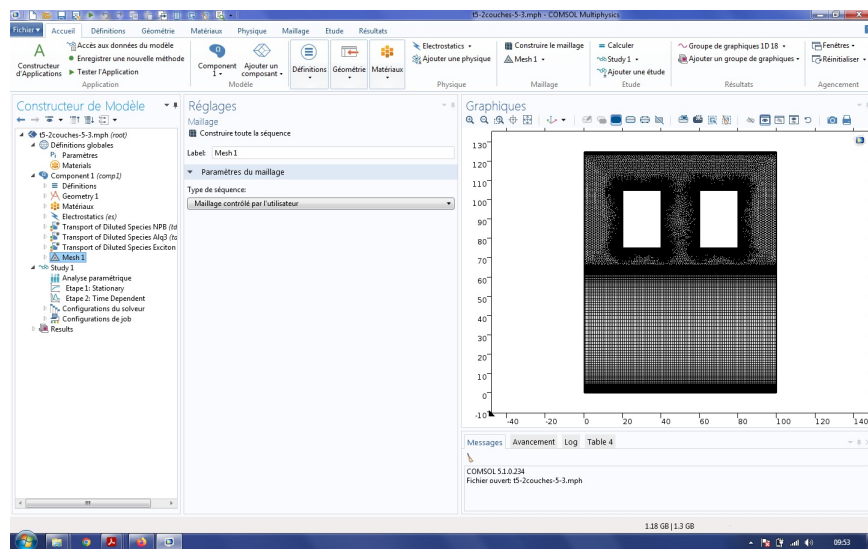 t5-2couches-5-3.mph - COMSOL Multiphysics
Fichier Accueil Définitions Géométrie Matériaux Physique Maillage Etude Résultats
Constructeur d'Applications
Accès aux données du modèle
Enregistrer une nouvelle méthode
Tester l'Application
Application
Component 1
Ajouter un composant
Modèle
Définitions
Géométrie
Matériaux
Electrostatics
Ajouter une physique
Physique
Construire le maillage
Mesh 1
Maillage
Calculer
Study 1
Ajouter une étude
Etude
Groupe de graphiques 1D 18
Ajouter un groupe de graphiques
Résultats
Fenêtres
Réinitialiser
Agencement
Constructeur de Modèle
t5-2couches-5-3.mph (root)
Définitions globales
Pi Paramètres
Materials
Component 1 (comp1)
Définitions
Geometry 1
Matériaux
Electrostatics (es)
Transport of Diluted Species NPB (td
Transport of Diluted Species Alq3 (to
Transport of Diluted Species Exciton
Mesh 1
Study 1
Analyse paramétrique
Etape 1: Stationary
Etape 2: Time Dependent
Configurations du solveur
Configurations de job
Results
Réglages
Maillage
Construire toute la séquence
Label: Mesh 1
Paramètres du maillage
Type de séquence:
Maillage contrôlé par l'utilisateur
Graphiques
130
120
110
100
90
80
70
60
50
40
30
20
10
0
-10
-40 -20 0 20 40 60 80 100 120 140
Messages Avancement Log Table 4
COMSOL 5.1.0.234
Fichier ouvert: t5-2couches-5-3.mph
1.18 GB | 1.3 GB
09:53